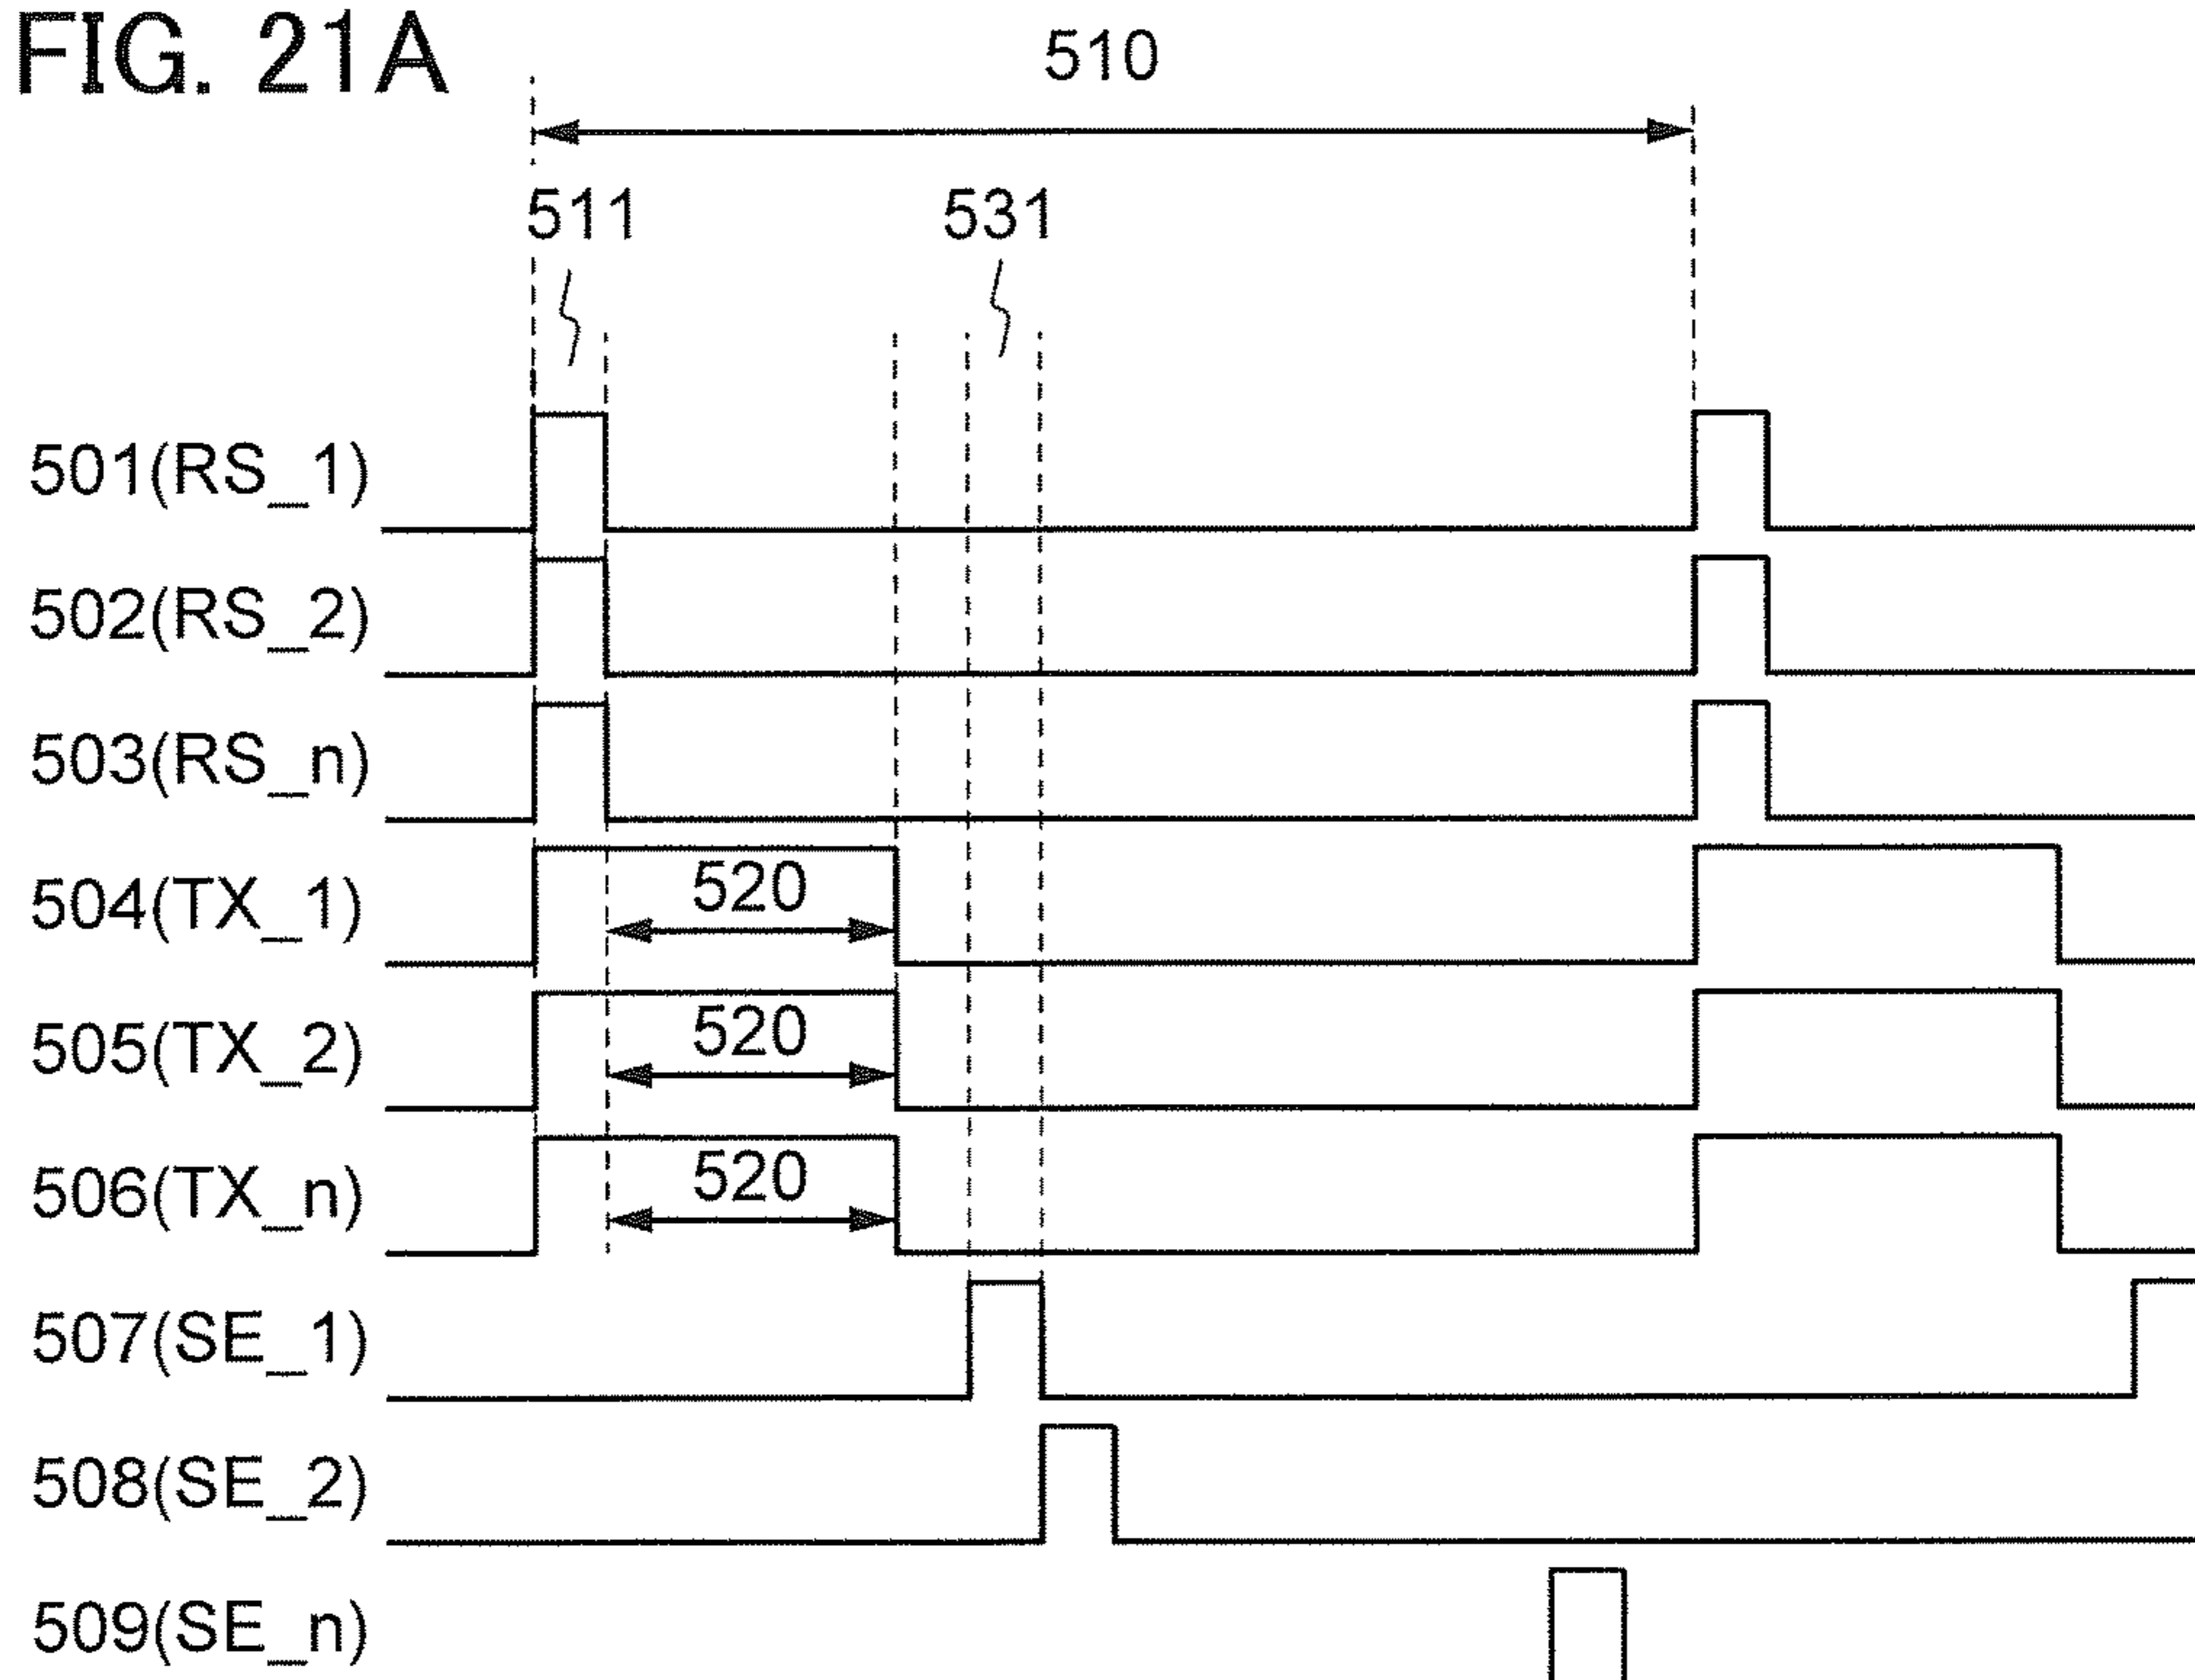 FIG. 21A
510
511
531
501(RS_1)
502(RS_2)
503(RS_n)
504(TX_1)
520
505(TX_2)
520
506(TX_n)
520
507(SE_1)
508(SE_2)
509(SE_n)